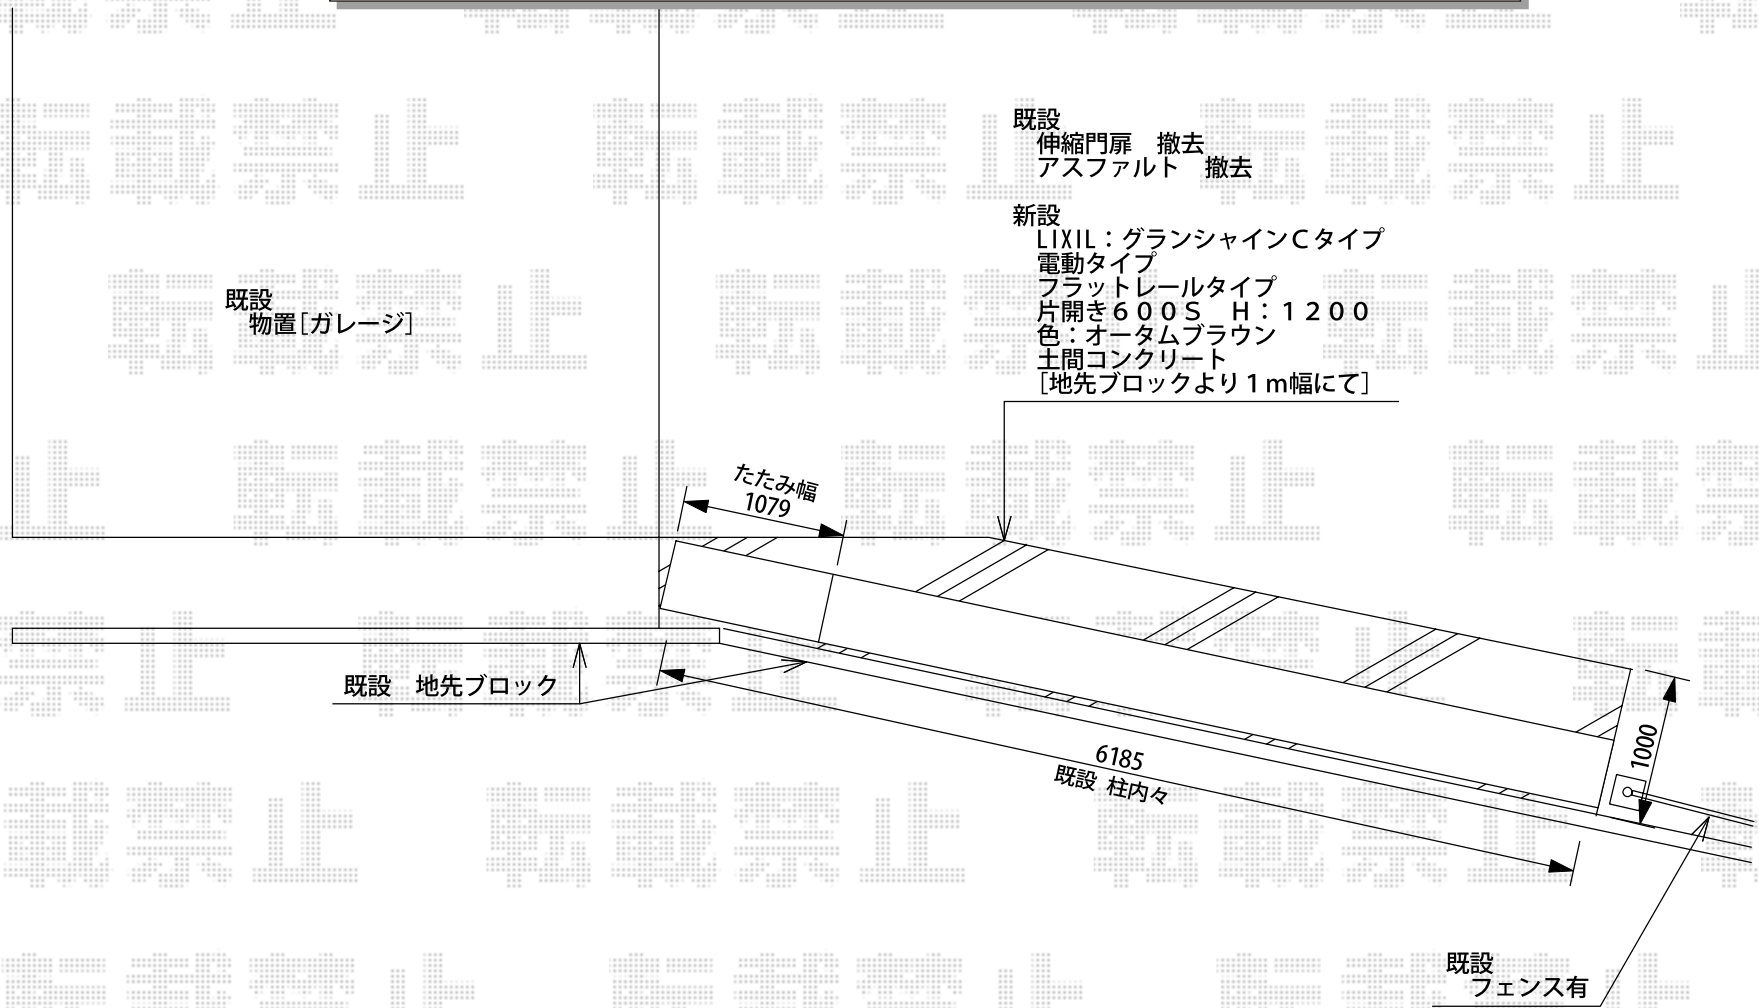 既設
伸縮門扉　撤去
アスファルト　撤去
新設
LIXIL：グランシャインCタイプ
電動タイプ
フラットレールタイプ
片開き６００S　H：１２００
色：オータムブラウン
土間コンクリート
[地先ブロックより１m幅にて]
既設
物置[ガレージ]
たたみ幅
1079
既設　地先ブロック
6185
既設 柱内々
1000
既設
フェンス有
転載禁止